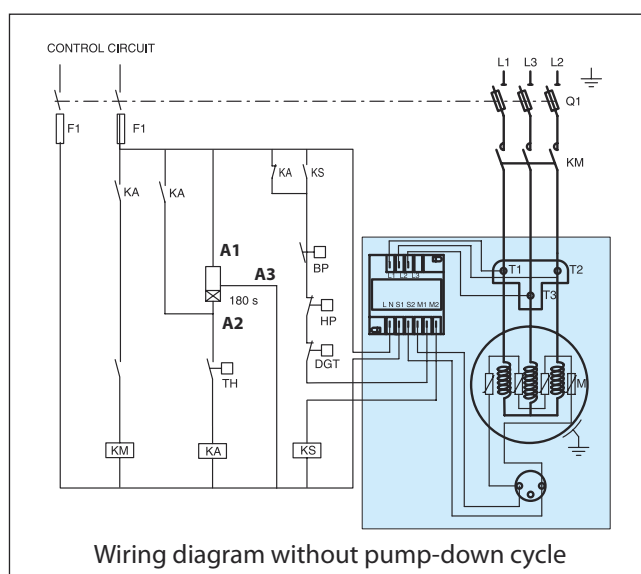 CONTROL CIRCUIT
L1 L3 L2
Q1
F1 F1
KM
KA KA KA KS
A1
A3
BP
180 s
A2
HP
TH
DGT
L1 L2 L3
L N S1 S2 M1 M2
T1 T2
T3
M
KM KA KS
Wiring diagram without pump-down cycle